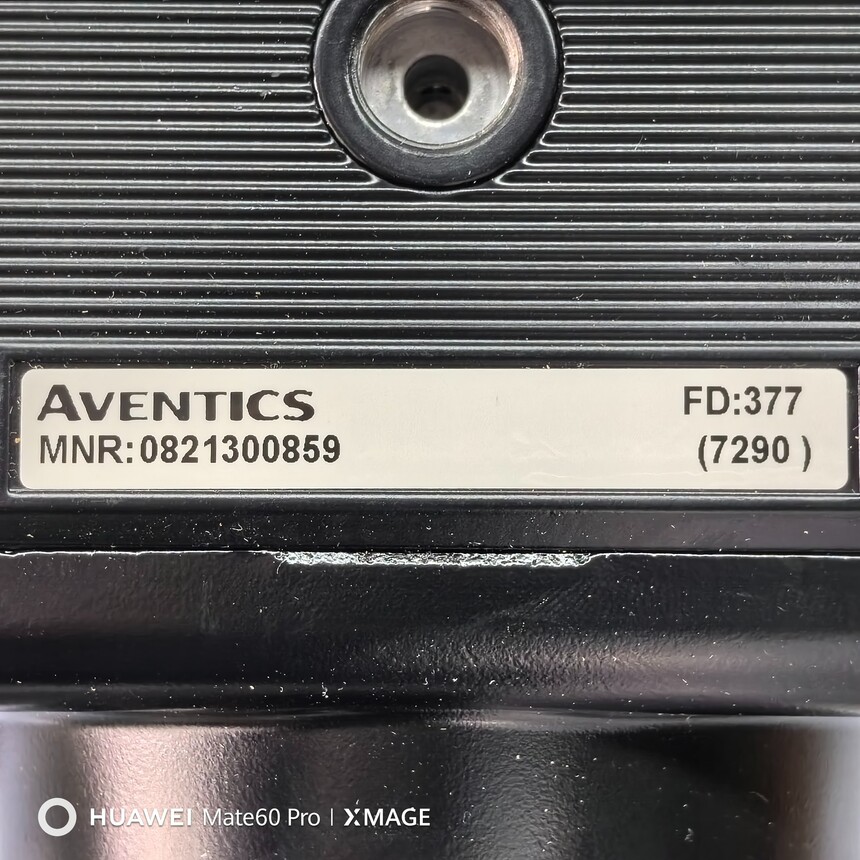 AVENTICS
FD:377
MNR:0821300859
(7290 )
HUAWEI Mate60 Pro | XMAGE